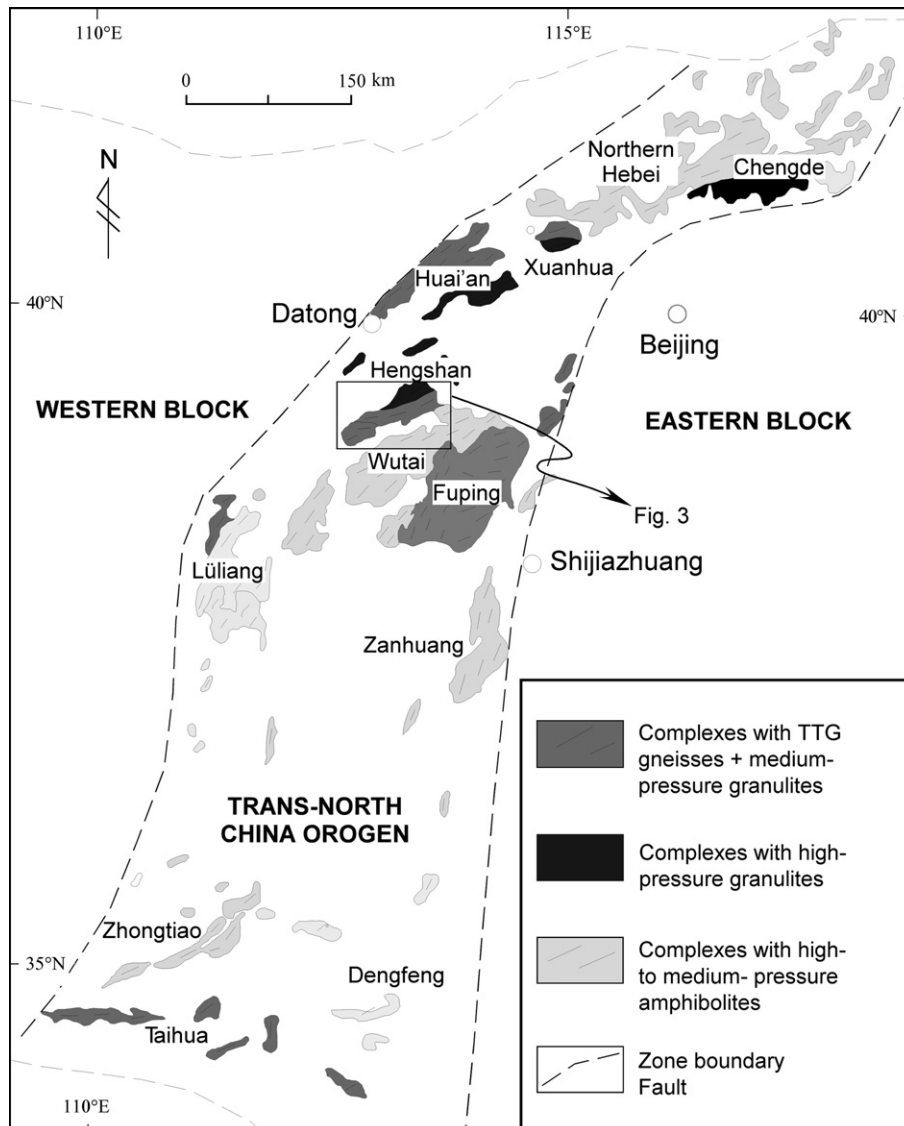 110°E
115°E
0
150 km
N
Northern
Hebei
Chengde
Xuanhua
Huai'an
40°N
40°N
Datong
Beijing
Hengshan
WESTERN BLOCK
EASTERN BLOCK
Wutai
Fuping
Fig. 3
Lüliang
Shijiazhuang
Zanhuang
TRANS-NORTH
CHINA OROGEN
Zhongtiao
35°N
Dengfeng
Taihua
110°E
Complexes with TTG
gneisses + medium-
pressure granulites
Complexes with high-
pressure granulites
Complexes with high-
to medium- pressure
amphibolites
Zone boundary
Fault